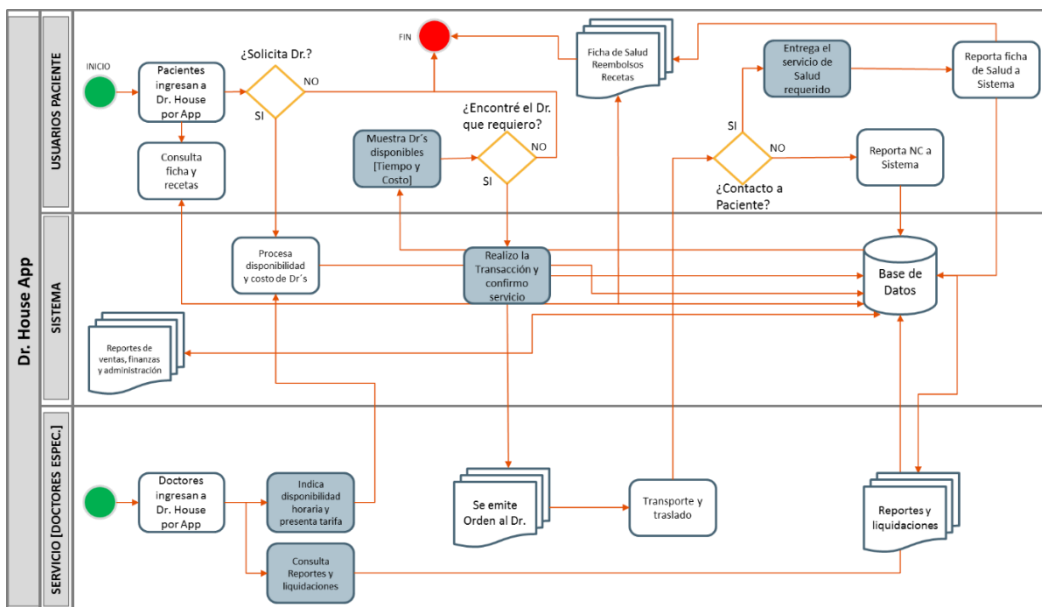 Dr. House App
USUARIOS PACIENTE
INICIO
Pacientes
ingresan a
Dr. House
por App
Consulta
ficha y
recetas
¿Solicita Dr.?
NO
SI
FIN
Muestra Dr´s
disponibles
[Tiempo y
Costo]
¿Encontré el Dr.
que requiero?
NO
SI
Ficha de Salud
Reembolsos
Recetas
Entrega el
servicio de
Salud
requerido
SI
NO
¿Contacto a
Paciente?
Reporta ficha
de Salud a
Sistema
Reporta NC a
Sistema
SISTEMA
Procesa
disponibilidad
y costo de Dr´s
Realizo la
Transacción y
confirmo
servicio
Base de
Datos
Reportes de
ventas, finanzas
y administración
SERVICIO [DOCTORES ESPEC.]
Doctores
ingresan a
Dr. House
por App
Indica
disponibilidad
horaria y
presenta tarifa
Consulta
Reportes y
liquidaciones
Se emite
Orden al Dr.
Transporte y
traslado
Reportes y
liquidaciones